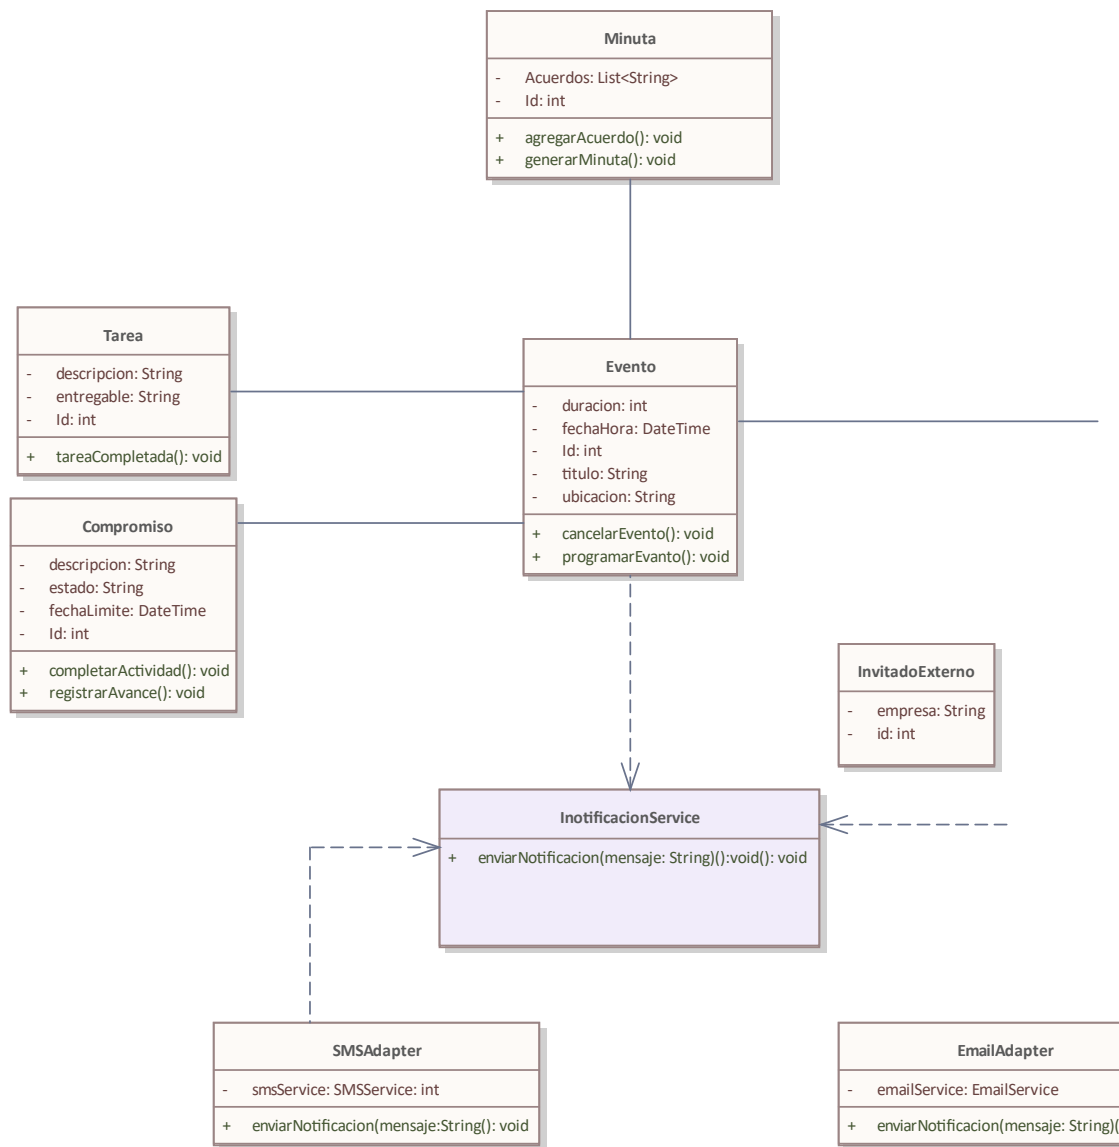 Minuta
- Acuerdos: List<String>
- Id: int
+ agregarAcuerdo(): void
+ generarMinuta(): void
Tarea
- descripcion: String
- entregable: String
- Id: int
+ tareaCompletada(): void
Evento
- duracion: int
- fechaHora: DateTime
- Id: int
- titulo: String
- ubicacion: String
+ cancelarEvento(): void
+ programarEvanto(): void
Compromiso
- descripcion: String
- estado: String
- fechaLimite: DateTime
- Id: int
+ completarActividad(): void
+ registrarAvance(): void
InvitadoExterno
- empresa: String
- id: int
InotificacionService
+ enviarNotificacion(mensaje: String)():void(): void
SMSAdapter
- smsService: SMSService: int
+ enviarNotificacion(mensaje:String(): void
EmailAdapter
- emailService: EmailService
+ enviarNotificacion(mensaje: String)(